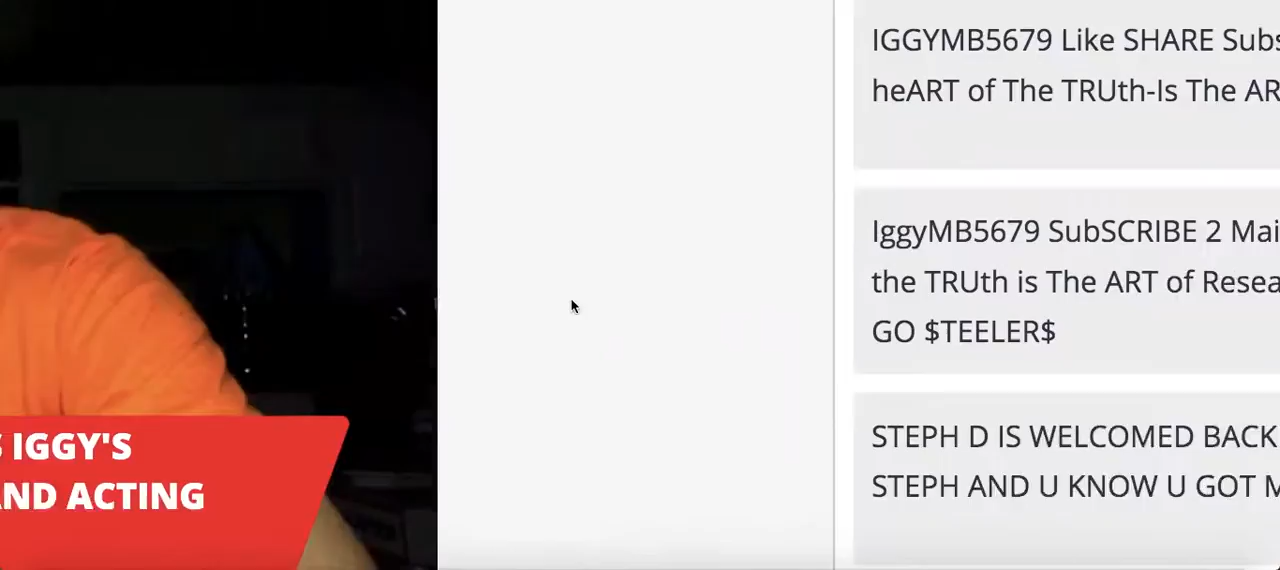 IGGY'S
AND ACTING
IGGYMB5679 Like SHARE Subs
heART of The TRUth-Is The AR
IggyMB5679 SubSCRIBE 2 Mai
the TRUth is The ART of Resea
GO $TEELER$
STEPH D IS WELCOMED BACK
STEPH AND U KNOW U GOT M